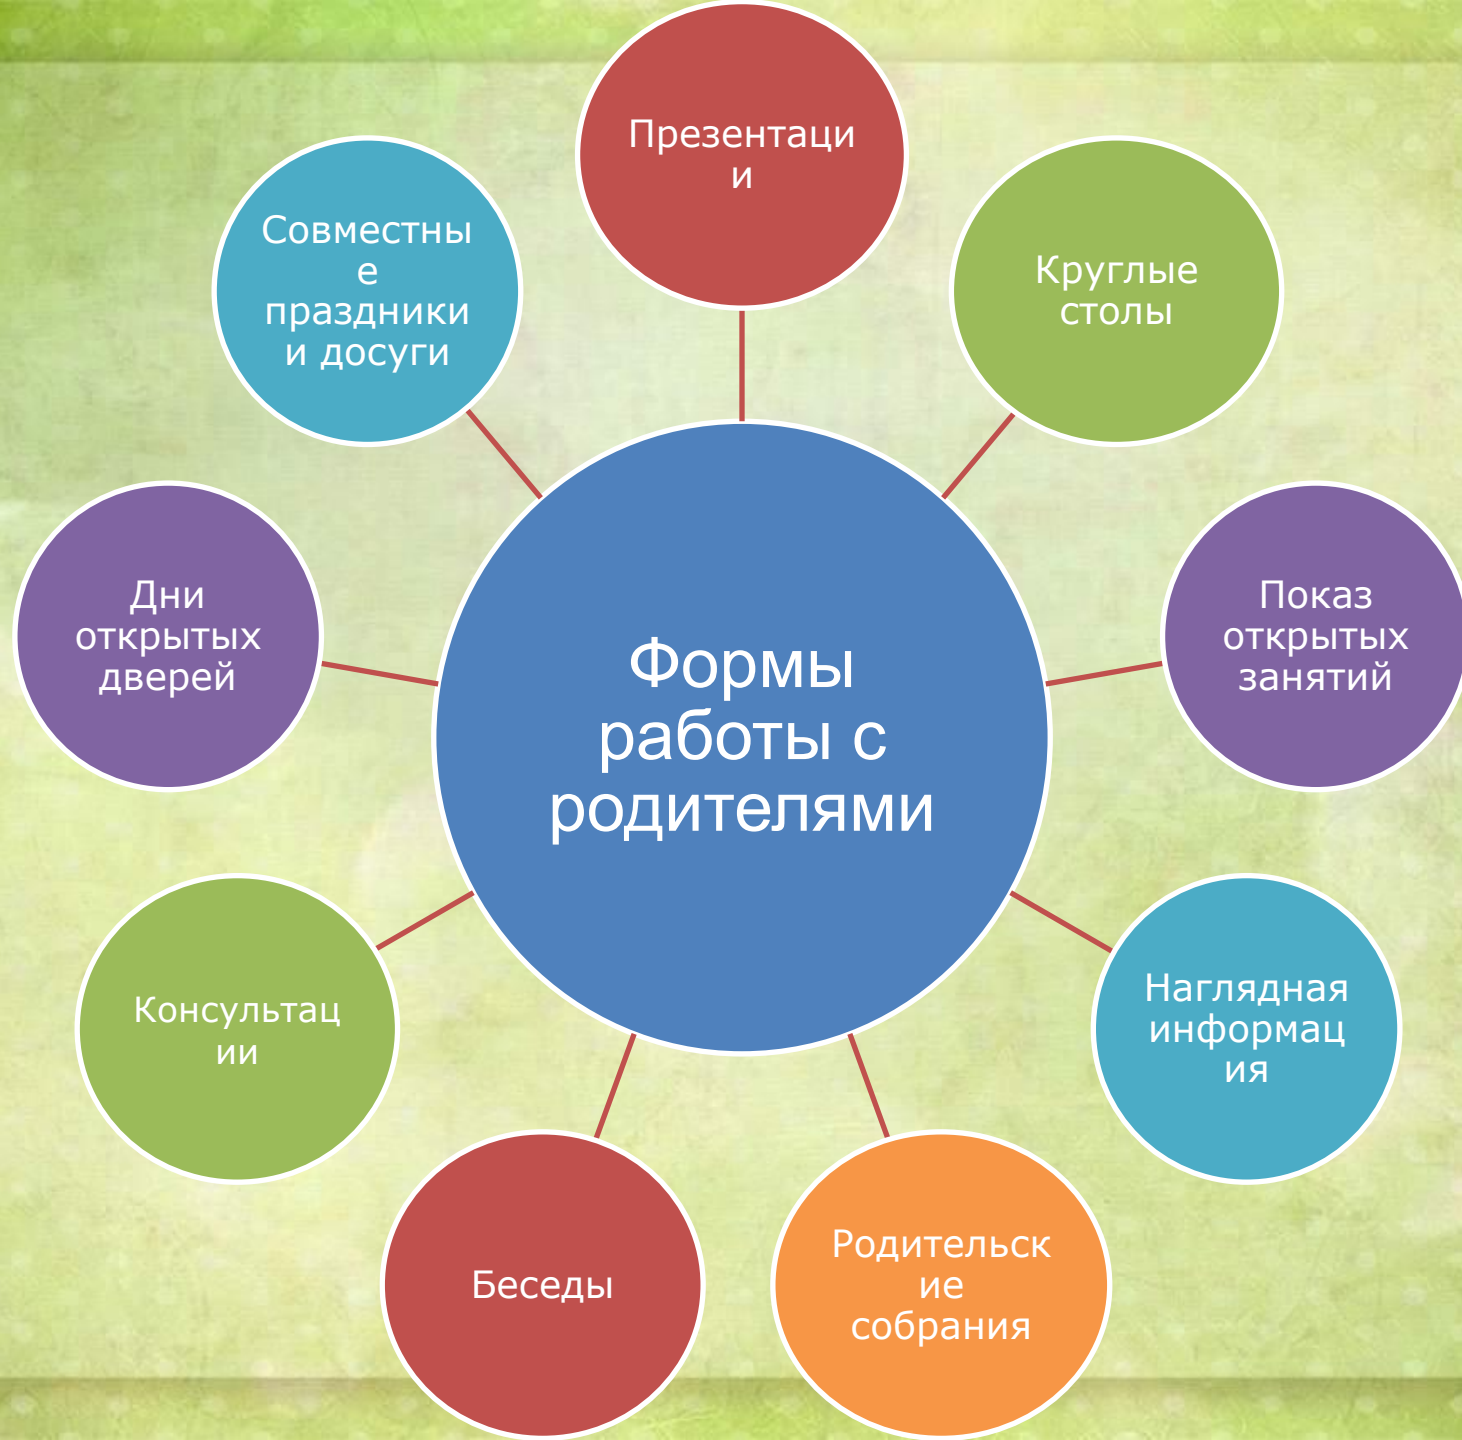 Презентаци
и
Круглые
столы
Показ
открытых
занятий
Наглядная
информац
ия
Родительск
ие
собрания
Беседы
Консультац
ии
Дни
открытых
дверей
Совместны
е
праздники
и досуги
Формы
работы с
родителями